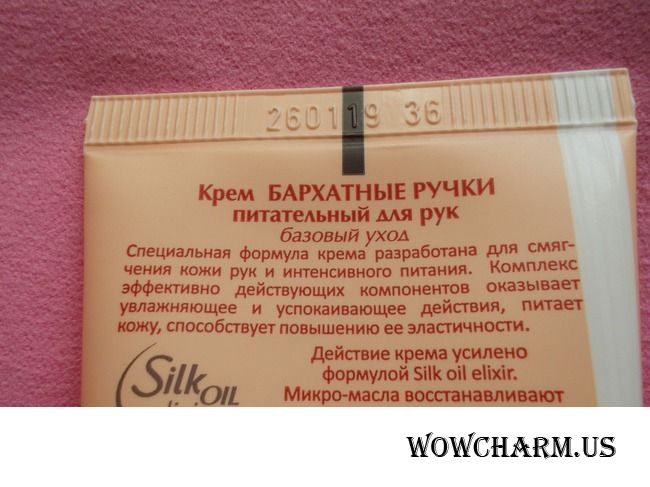 260119 36
Крем БАРХАТНЫЕ РУЧКИ
питательный для рук
базовый уход
Специальная формула крема разработана для смяг-
чения кожи рук и интенсивного питания. Комплекс
эффективно действующих компонентов оказывает
увлажняющее и успокаивающее действия, питает
кожу, способствует повышению ее эластичности.
Действие крема усилено
формулой Silk oil elixir.
Silk OIL
Микро-масла восстанавливают
WOWCHARM.US